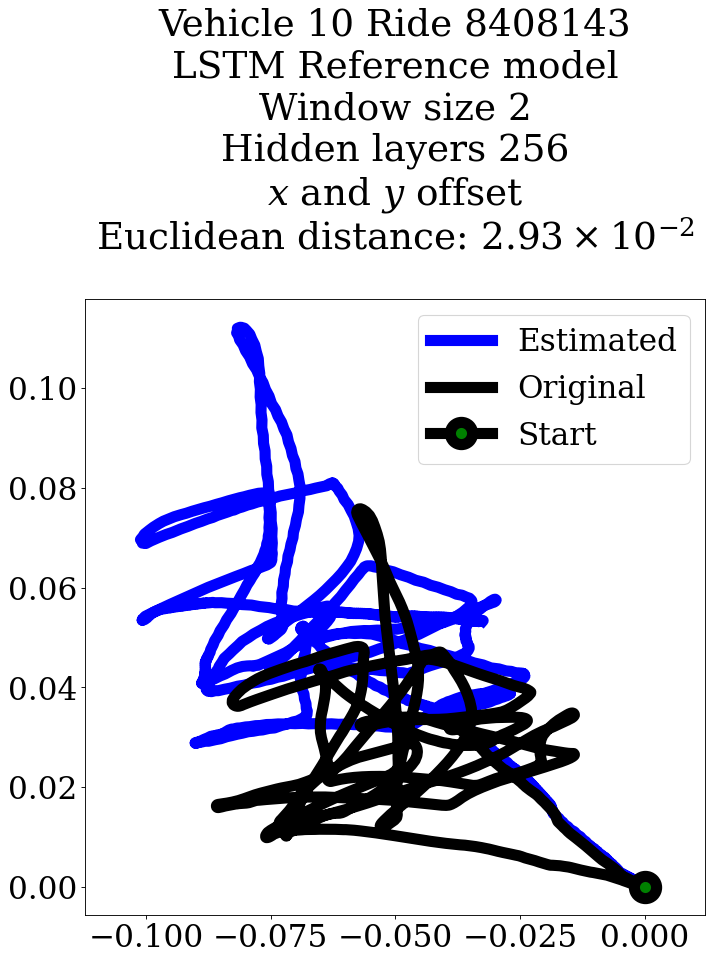 Vehicle 10 Ride 8408143
LSTM Reference model
Window size 2
Hidden layers 256
x and y offset
Euclidean distance: 2.93 × 10⁻²
Estimated
Original
Start
0.10
0.08
0.06
0.04
0.02
0.00
−0.100 −0.075 −0.050 −0.025 0.000